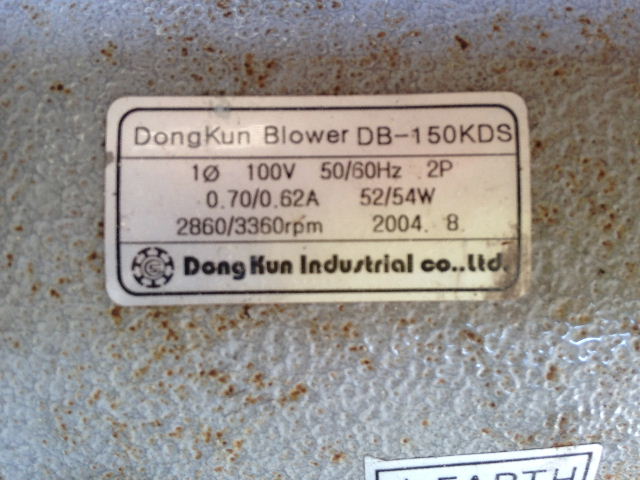 DongKun Blower DB-150KDS
1Ø 100V 50/60Hz 2P
0.70/0.62A 52/54W
2860/3360rpm 2004. 8.
Dong Kun Industrial co.,Ltd.
EARTH